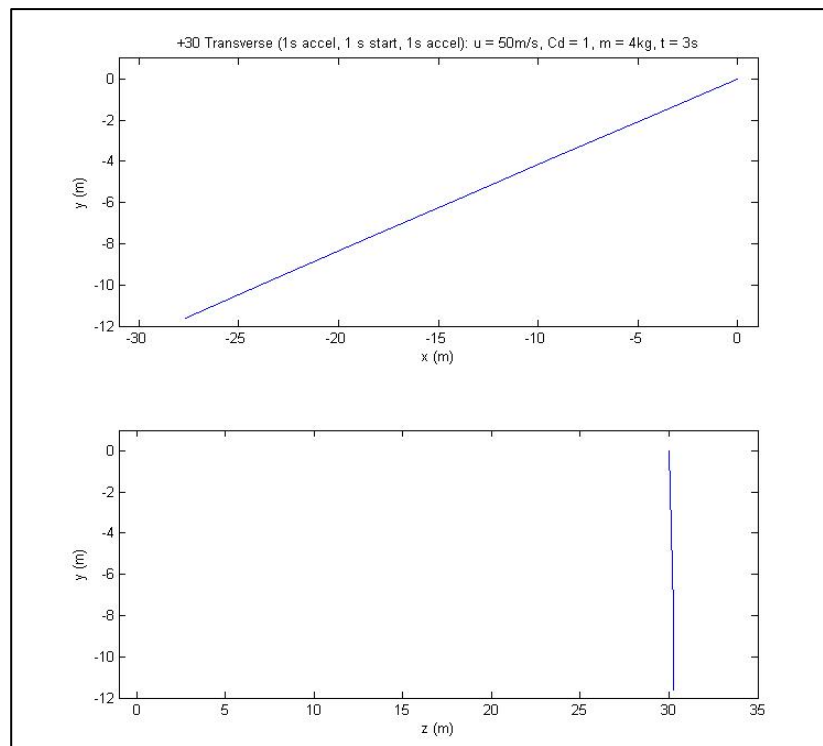 +30 Transverse (1s accel, 1 s start, 1s accel): u = 50m/s, Cd = 1, m = 4kg, t = 3s
0
-2
-4
-6
-8
-10
-12
y (m)
-30 -25 -20 -15 -10 -5 0
x (m)
0
-2
-4
-6
-8
-10
-12
y (m)
0 5 10 15 20 25 30 35
z (m)